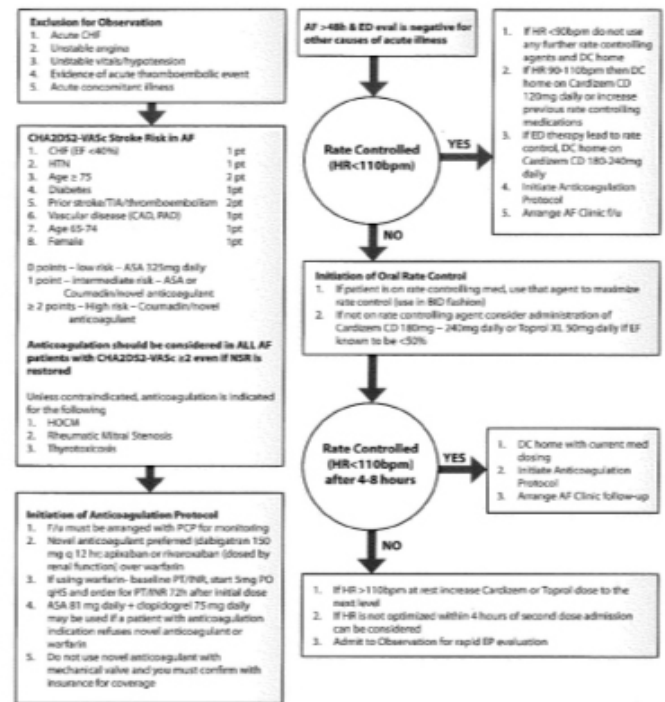 Exclusion for Observation
1. Acute CHF
2. Unstable angina
3. Unstable vitals/hypotension
4. Evidence of acute thromboembolic event
5. Acute concomitant illness
CHA2DS2-VASc Stroke Risk in AF
1. CHF (EF <40%) 1 pt
2. HTN 1 pt
3. Age ≥ 75 2 pt
4. Diabetes 1pt
5. Prior stroke/TIA/thromboembolism 2pt
6. Vascular disease (CAD, PAD) 1pt
7. Age 65-74 1pt
8. Female 1pt
0 points – low risk – ASA 325mg daily
1 point – intermediate risk – ASA or
Coumadin/novel anticoagulant
≥ 2 points – High risk – Coumadin/novel
anticoagulant
Anticoagulation should be considered in ALL AF
patients with CHA2DS2-VASc ≥2 even if NSR is
restored
Unless contraindicated, anticoagulation is indicated
for the following
1. HOCM
2. Rheumatic Mitral Stenosis
3. Thyrotoxicosis
Initiation of Anticoagulation Protocol
1. F/u must be arranged with PCP for monitoring
2. Novel anticoagulant preferred (dabigatran 150
mg q 12 hr; apixaban or rivaroxaban (dosed by
renal function) over warfarin
3. If using warfarin- baseline PT/INR, start 5mg PO
qHS and order for PT/INR 72h after initial dose
4. ASA 81 mg daily + clopidogrel 75 mg daily
may be used if a patient with anticoagulation
indication refuses novel anticoagulant or
warfarin
5. Do not use novel anticoagulant with
mechanical valve and you must confirm with
insurance for coverage
AF >48h & ED eval is negative for
other causes of acute illness
Rate Controlled
(HR<110bpm)
YES
1. If HR <90bpm do not use
any further rate controlling
agents and DC home
2. If HR 90-110bpm then DC
home on Cardizem CD
120mg daily or increase
previous rate controlling
medications
3. If ED therapy lead to rate
control, DC home on
Cardizem CD 180-240mg
daily
4. Initiate Anticoagulation
Protocol
5. Arrange AF Clinic f/u
NO
Initiation of Oral Rate Control
1. If patient is on rate controlling med, use that agent to maximize
rate control (use in BID fashion)
2. If not on rate controlling agent consider administration of
Cardizem CD 180mg – 240mg daily or Toprol XL 50mg daily if EF
known to be <50%
Rate Controlled
(HR<110bpm)
after 4-8 hours
YES
1. DC home with current med
dosing
2. Initiate Anticoagulation
Protocol
3. Arrange AF Clinic follow-up
NO
1. If HR >110bpm at rest increase Cardizem or Toprol dose to the
next level
2. If HR is not optimized within 4 hours of second dose admission
can be considered
3. Admit to Observation for rapid EP evaluation